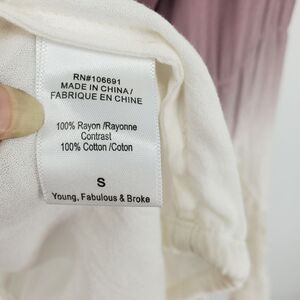 RN#106691
MADE IN CHINA/
FABRIQUE EN CHINE
100% Rayon /Rayonne
Contrast
100% Cotton /Coton
S
Young, Fabulous & Broke